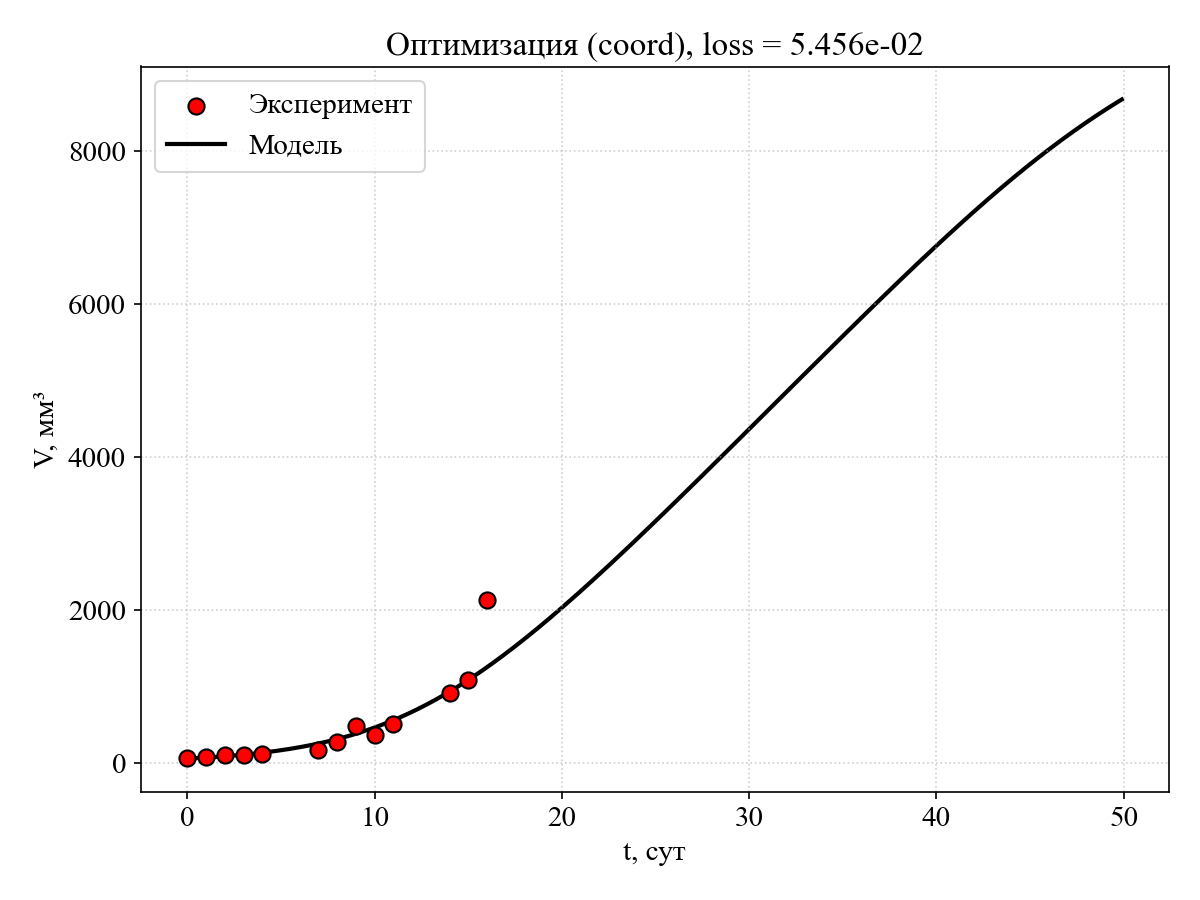 Оптимизация (coord), loss = 5.456e-02
Эксперимент
Модель
8000
6000
4000
2000
0
V, мм³
0 10 20 30 40 50
t, сут